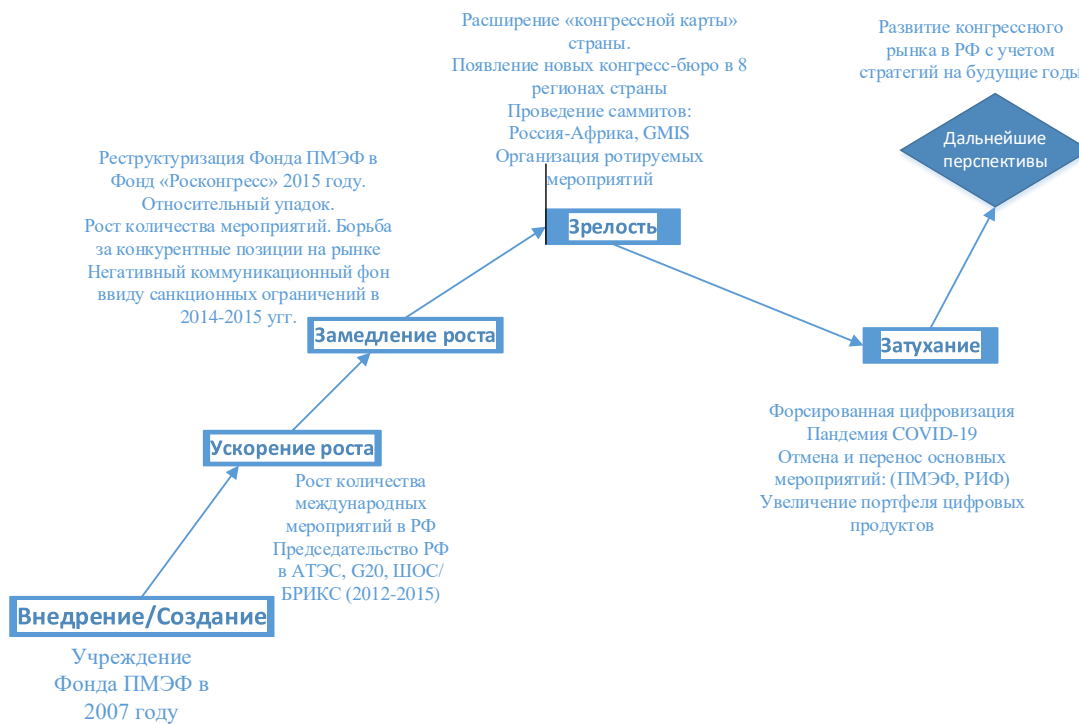 Расширение «конгрессной карты»
страны.
Появление новых конгресс-бюро в 8
регионах страны
Проведение саммитов:
Россия-Африка, GMIS
Организация ротируемых
мероприятий
Развитие конгрессного
рынка в РФ с учетом
стратегий на будущие годы
Дальнейшие
перспективы
Реструктуризация Фонда ПМЭФ в
Фонд «Росконгресс» 2015 году.
Относительный упадок.
Рост количества мероприятий. Борьба
за конкурентные позиции на рынке
Негативный коммуникационный фон
ввиду санкционных ограничений в
2014-2015 угг.
Зрелость
Замедление роста
Затухание
Форсированная цифровизация
Пандемия COVID-19
Отмена и перенос основных
мероприятий: (ПМЭФ, РИФ)
Увеличение портфеля цифровых
продуктов
Ускорение роста
Рост количества
международных
мероприятий в РФ
Председательство РФ
в АТЭС, G20, ШОС/
БРИКС (2012-2015)
Внедрение/Создание
Учреждение
Фонда ПМЭФ в
2007 году